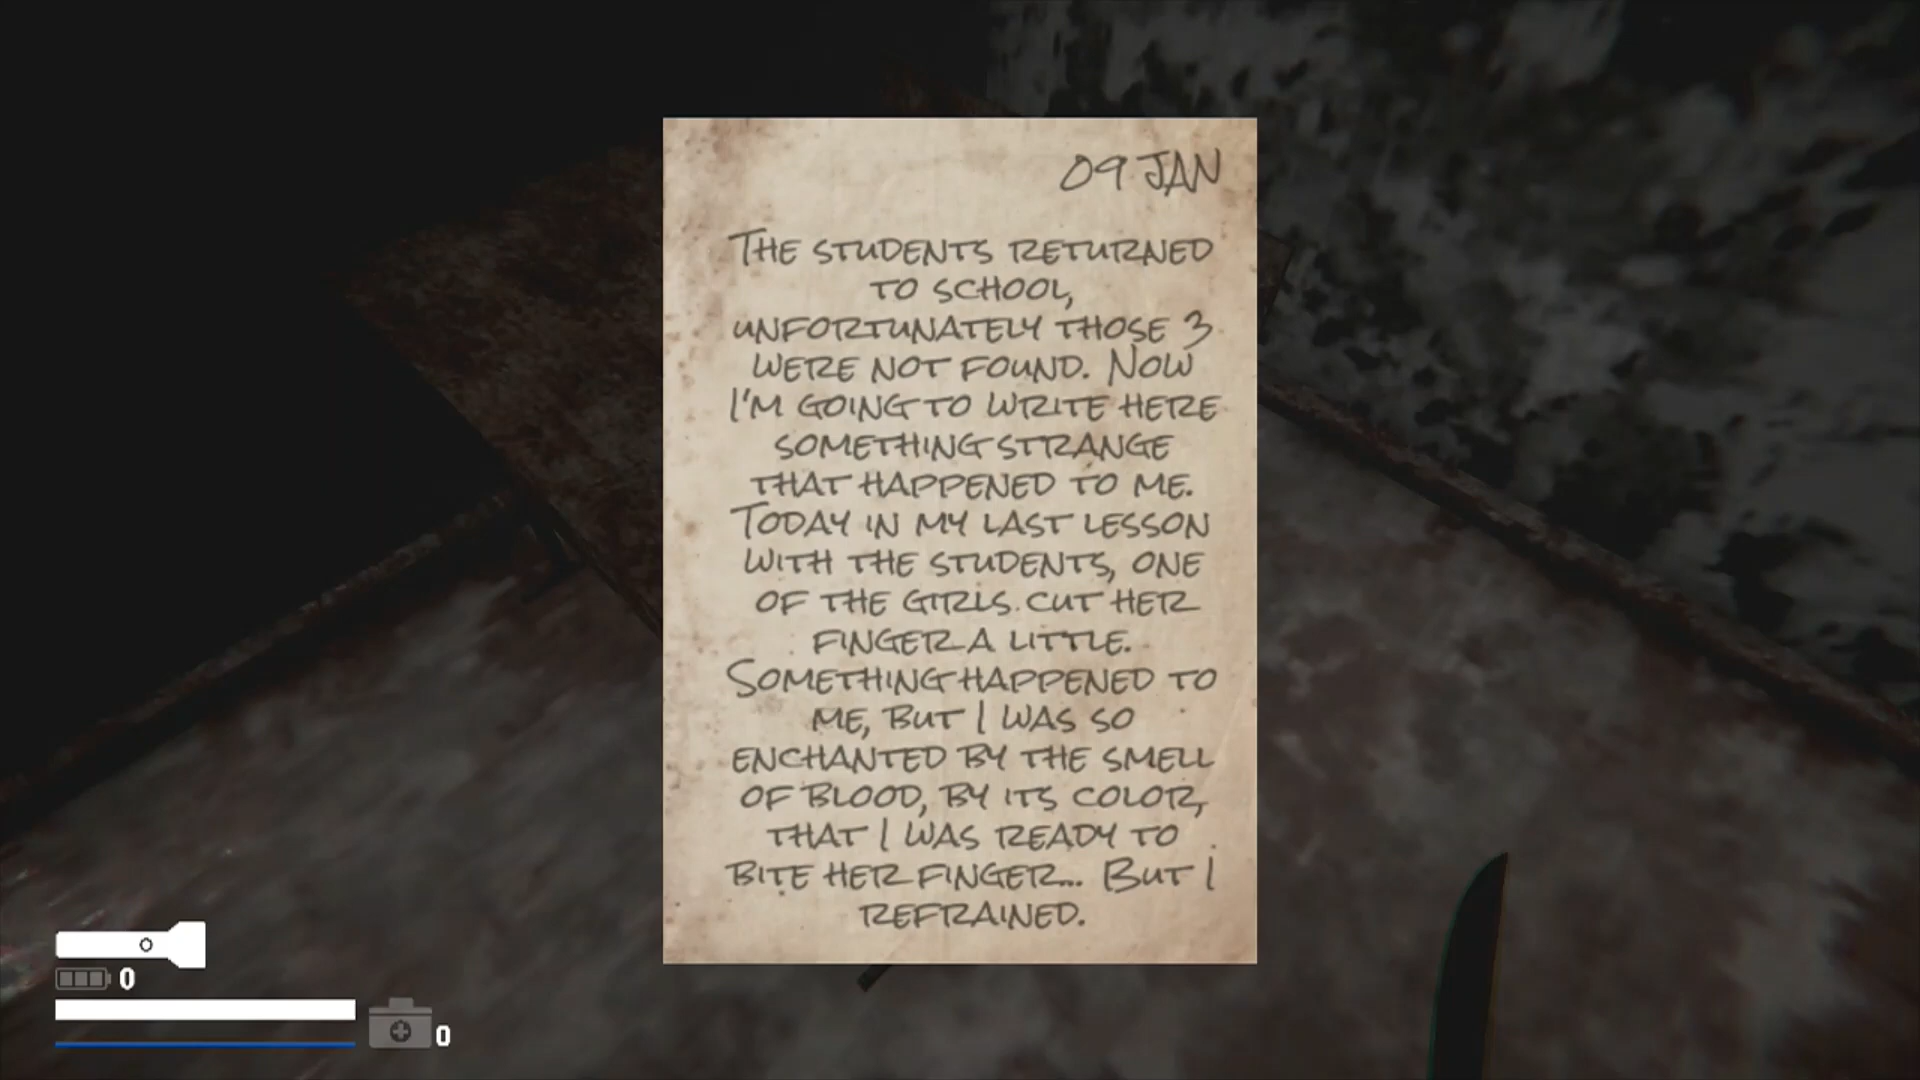 09 JAN
THE STUDENTS RETURNED
TO SCHOOL,
UNFORTUNATELY THOSE 3
WERE NOT FOUND. NOW
I'M GOING TO WRITE HERE
SOMETHING STRANGE
THAT HAPPENED TO ME.
TODAY IN MY LAST LESSON
WITH THE STUDENTS, ONE
OF THE GIRLS CUT HER
FINGER A LITTLE.
SOMETHING HAPPENED TO
ME, BUT I WAS SO
ENCHANTED BY THE SMELL
OF BLOOD, BY ITS COLOR,
THAT I WAS READY TO
BITE HER FINGER... BUT I
REFRAINED.
0
0